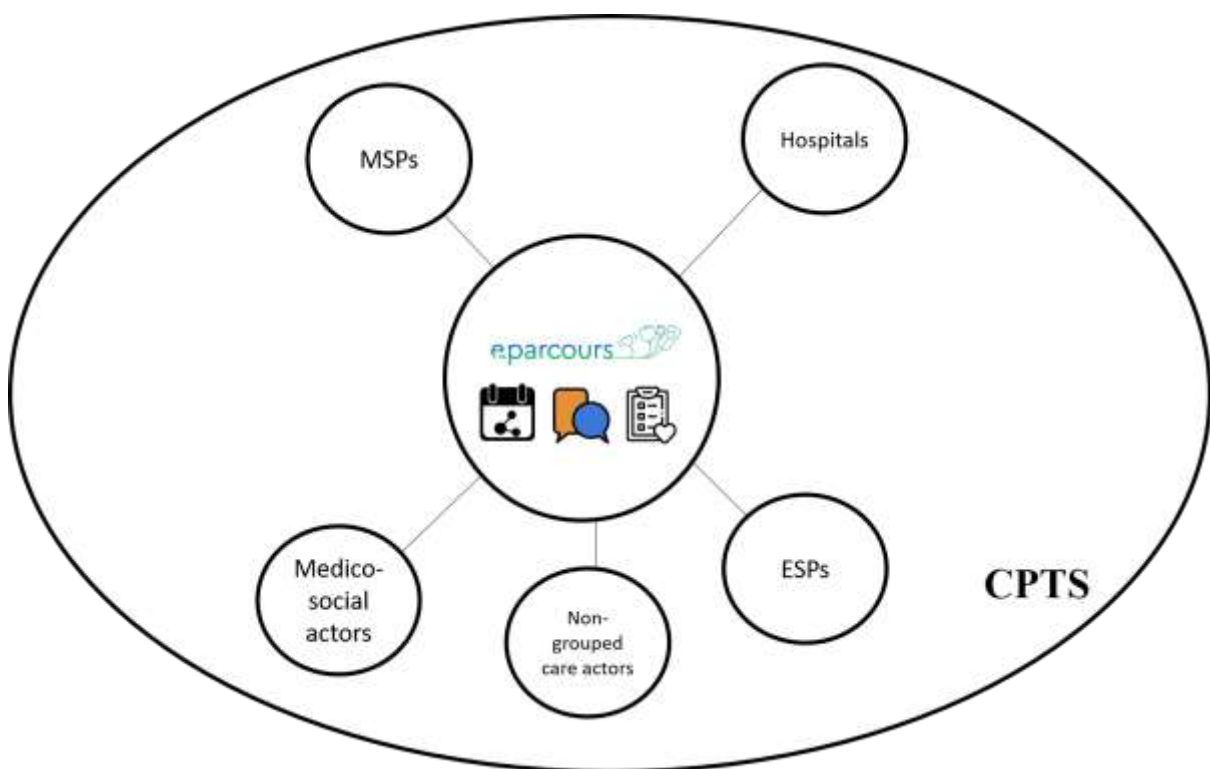 MSPs
Hospitals
eparcours
Medico-
social
actors
Non-
grouped
care actors
ESPs
CPTS